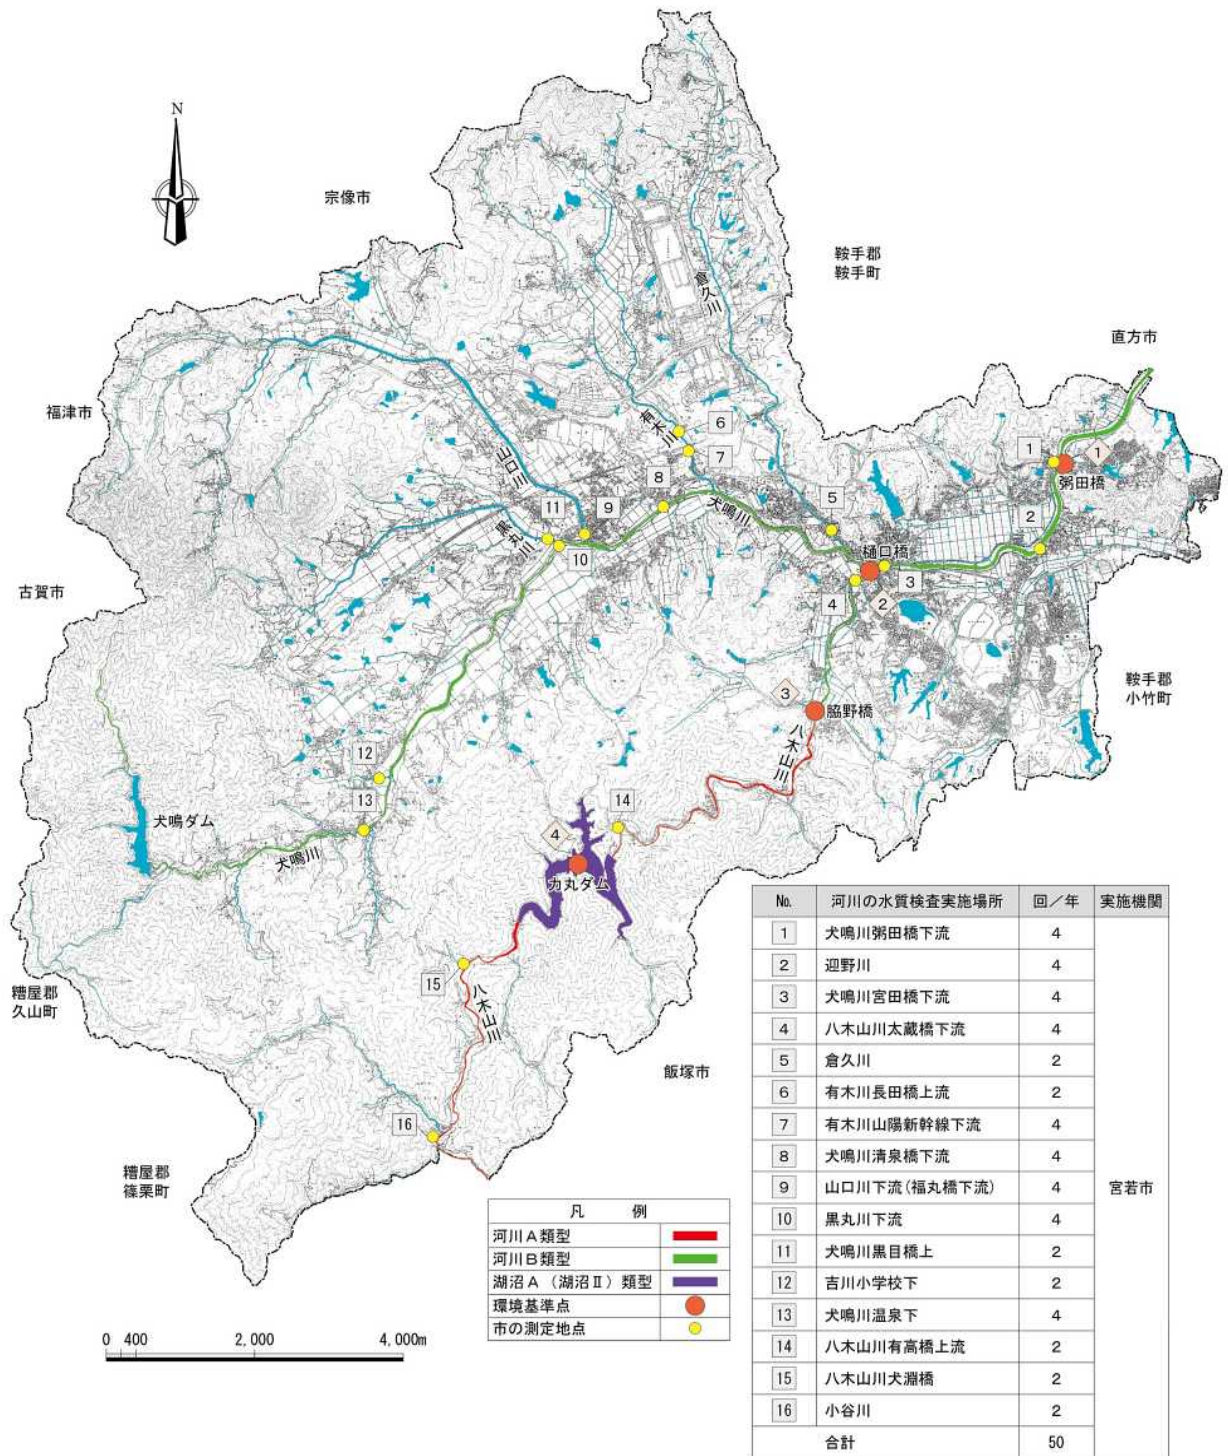 N
宗像市
鞍手郡
鞍手町
直方市
福津市
古賀市
倉久川
有木川
山口川
黒丸川
犬鳴川
6
7
8
9
10
11
5
1
1
粥田橋
2
樋口橋
3
4
2
鞍手郡
小竹町
3
脇野橋
八木山川
12
13
犬鳴ダム
犬鳴川
14
4
力丸ダム
15
八木山川
16
糟屋郡
久山町
飯塚市
糟屋郡
篠栗町
凡 例
河川A類型
河川B類型
湖沼A（湖沼Ⅱ）類型
環境基準点
市の測定地点
0 400 2,000 4,000m
No. 河川の水質検査実施場所 回／年 実施機関
1 犬鳴川粥田橋下流 4
2 迎野川 4
3 犬鳴川宮田橋下流 4
4 八木山川太蔵橋下流 4
5 倉久川 2
6 有木川長田橋上流 2
7 有木川山陽新幹線下流 4
8 犬鳴川清泉橋下流 4
9 山口川下流(福丸橋下流) 4 宮若市
10 黒丸川下流 4
11 犬鳴川黒目橋上 2
12 吉川小学校下 2
13 犬鳴川温泉下 4
14 八木山川有高橋上流 2
15 八木山川犬淵橋 2
16 小谷川 2
合計 50